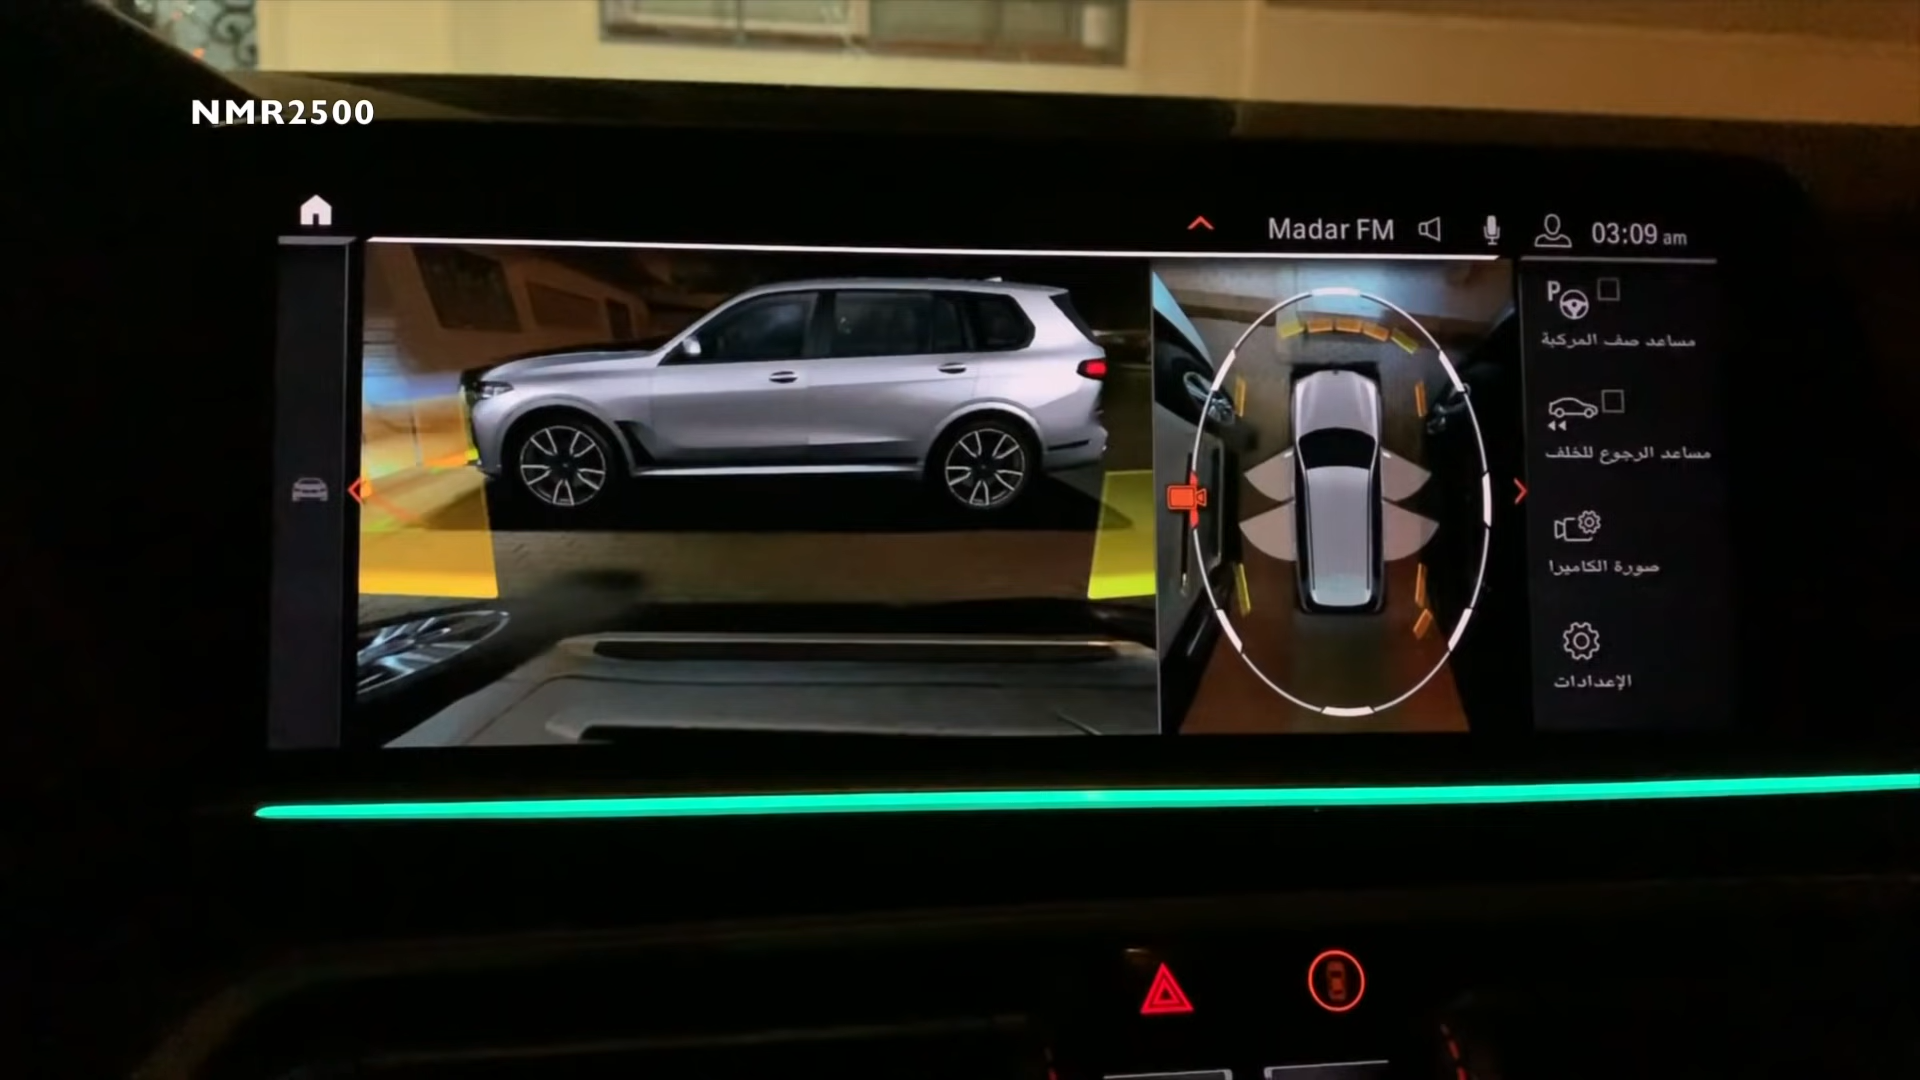 NMR2500
Madar FM
03:09 am
P
مساعد صف المركبة
مساعد الرجوع للخلف
صورة الكاميرا
الإعدادات